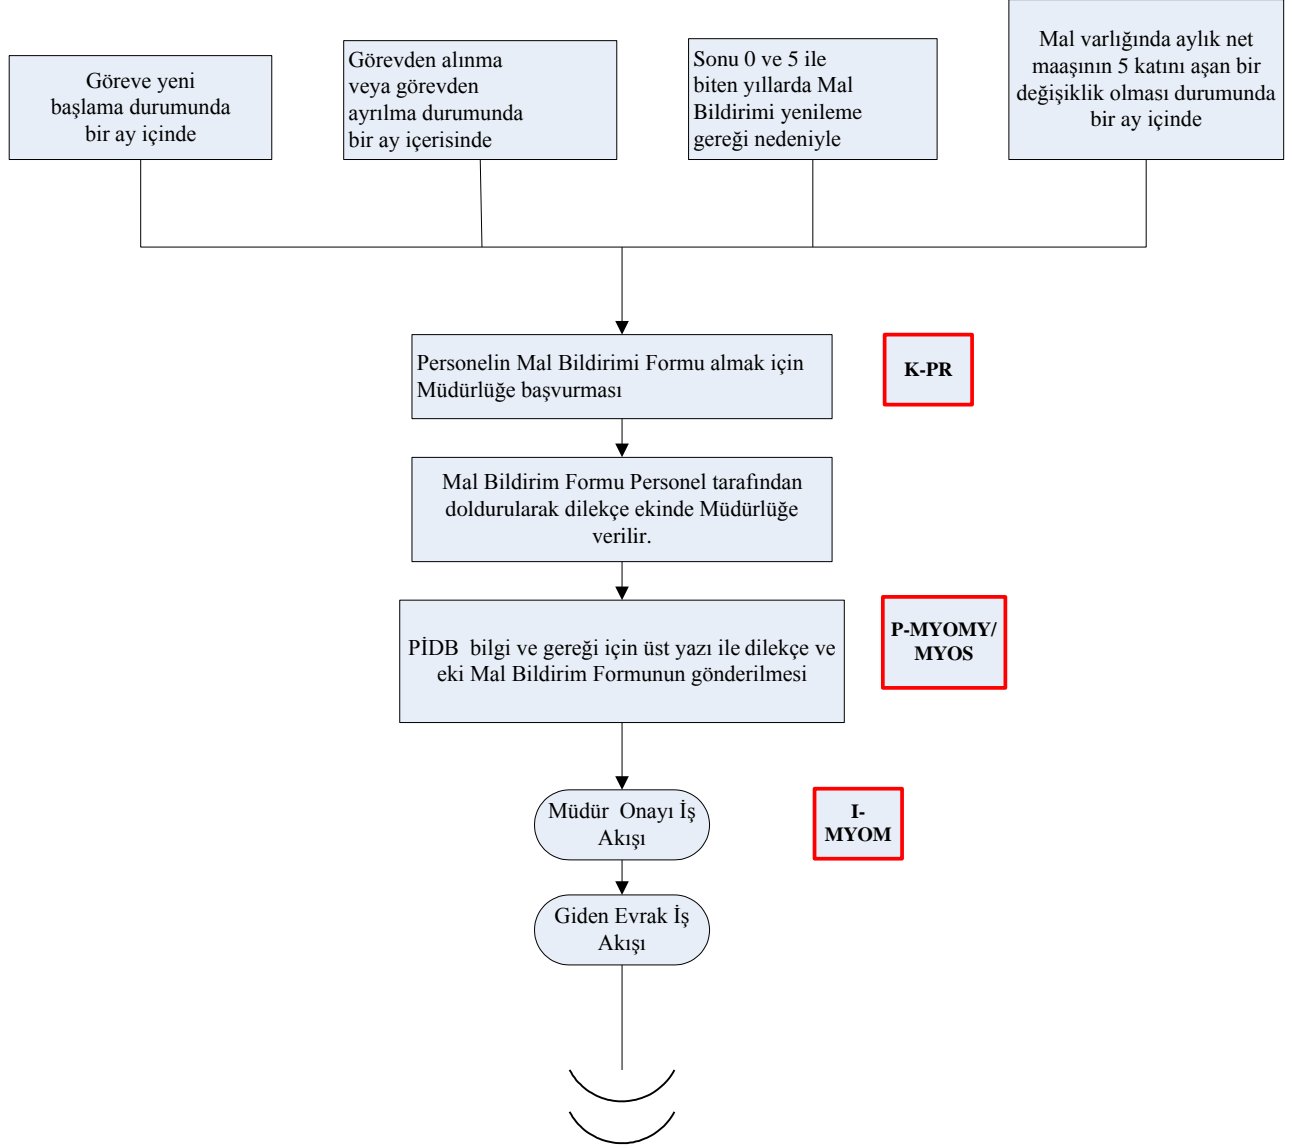 Göreve yeni
başlama durumunda
bir ay içinde
Görevden alınma
veya görevden
ayrılma durumunda
bir ay içerisinde
Sonu 0 ve 5 ile
biten yıllarda Mal
Bildirimi yenileme
gereği nedeniyle
Mal varlığında aylık net
maaşının 5 katını aşan bir
değişiklik olması durumunda
bir ay içinde
Personelin Mal Bildirimi Formu almak için
Müdürlüğe başvurması
K-PR
Mal Bildirim Formu Personel tarafından
doldurularak dilekçe ekinde Müdürlüğe
verilir.
PİDB bilgi ve gereği için üst yazı ile dilekçe ve
eki Mal Bildirim Formunun gönderilmesi
P-MYOMY/
MYOS
Müdür Onayı İş
Akışı
I-
MYOM
Giden Evrak İş
Akışı